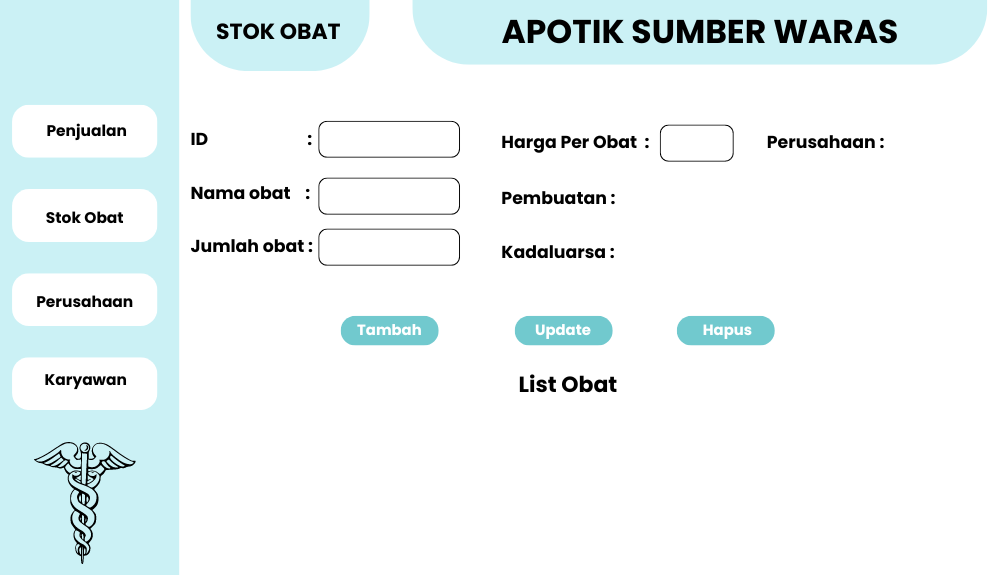 STOK OBAT
APOTIK SUMBER WARAS
Penjualan
Stok Obat
Perusahaan
Karyawan
ID :
Nama obat :
Jumlah obat :
Harga Per Obat :
Pembuatan :
Kadaluarsa :
Perusahaan :
Tambah
Update
Hapus
List Obat